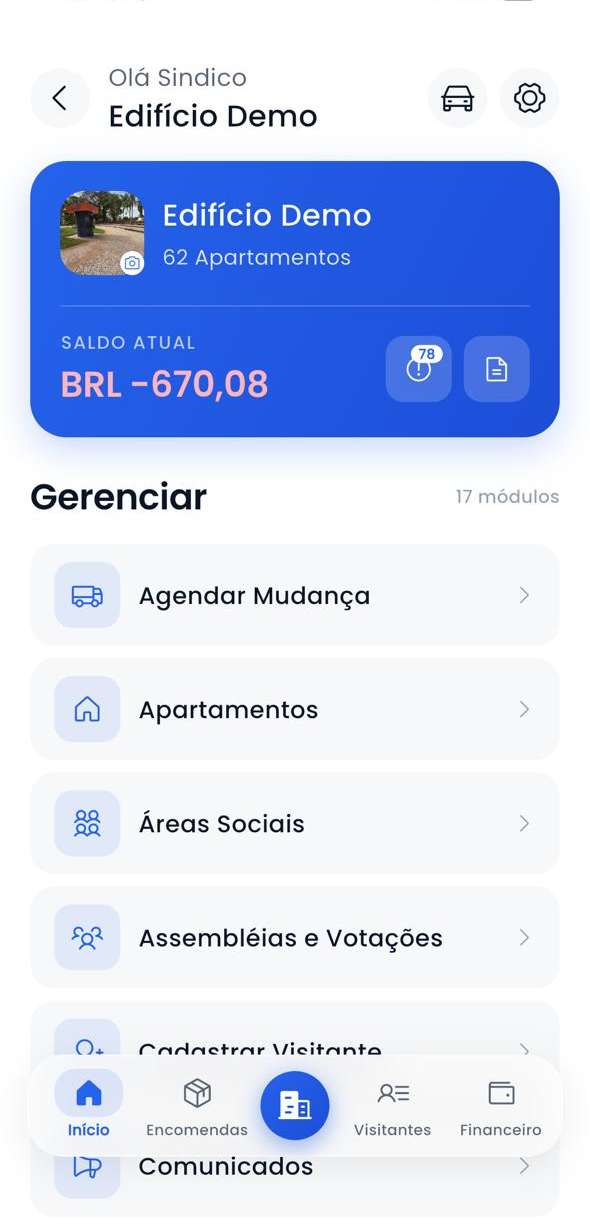 Olá Sindico
Edifício Demo
Edifício Demo
62 Apartamentos
SALDO ATUAL
BRL -670,08
78
Gerenciar
17 módulos
Agendar Mudança
Apartamentos
Áreas Sociais
Assembléias e Votações
Cadastrar Visitante
Início
Encomendas
Visitantes
Financeiro
Comunicados